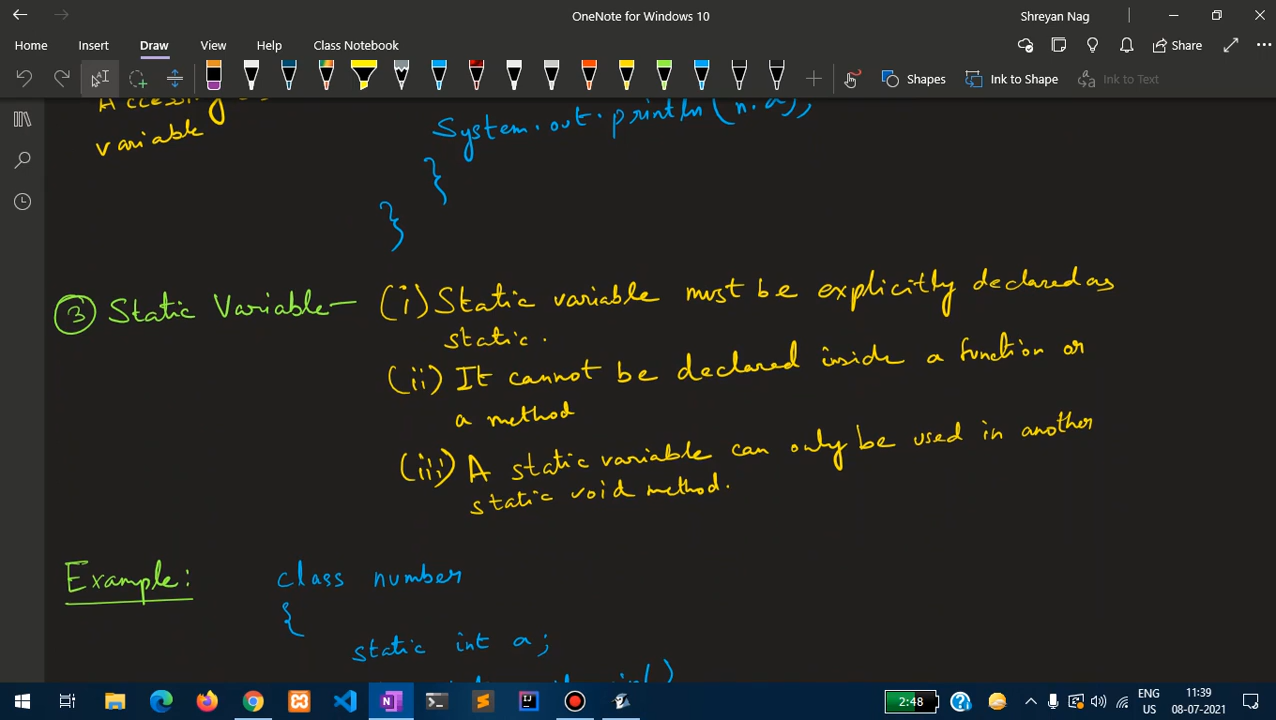 OneNote for Windows 10
Shreyan Nag
Home Insert Draw View Help Class Notebook
Share
Shapes Ink to Shape Ink to Text
variable
System.out.println(n.a);
}
}
③ Static Variable— (i) Static variable must be explicitly declared as
static.
(ii) It cannot be declared inside a function or
a method
(iii) A static variable can only be used in another
static void method.
Example: class number
{
static int a;
2:48
ENG
US
11:39
08-07-2021